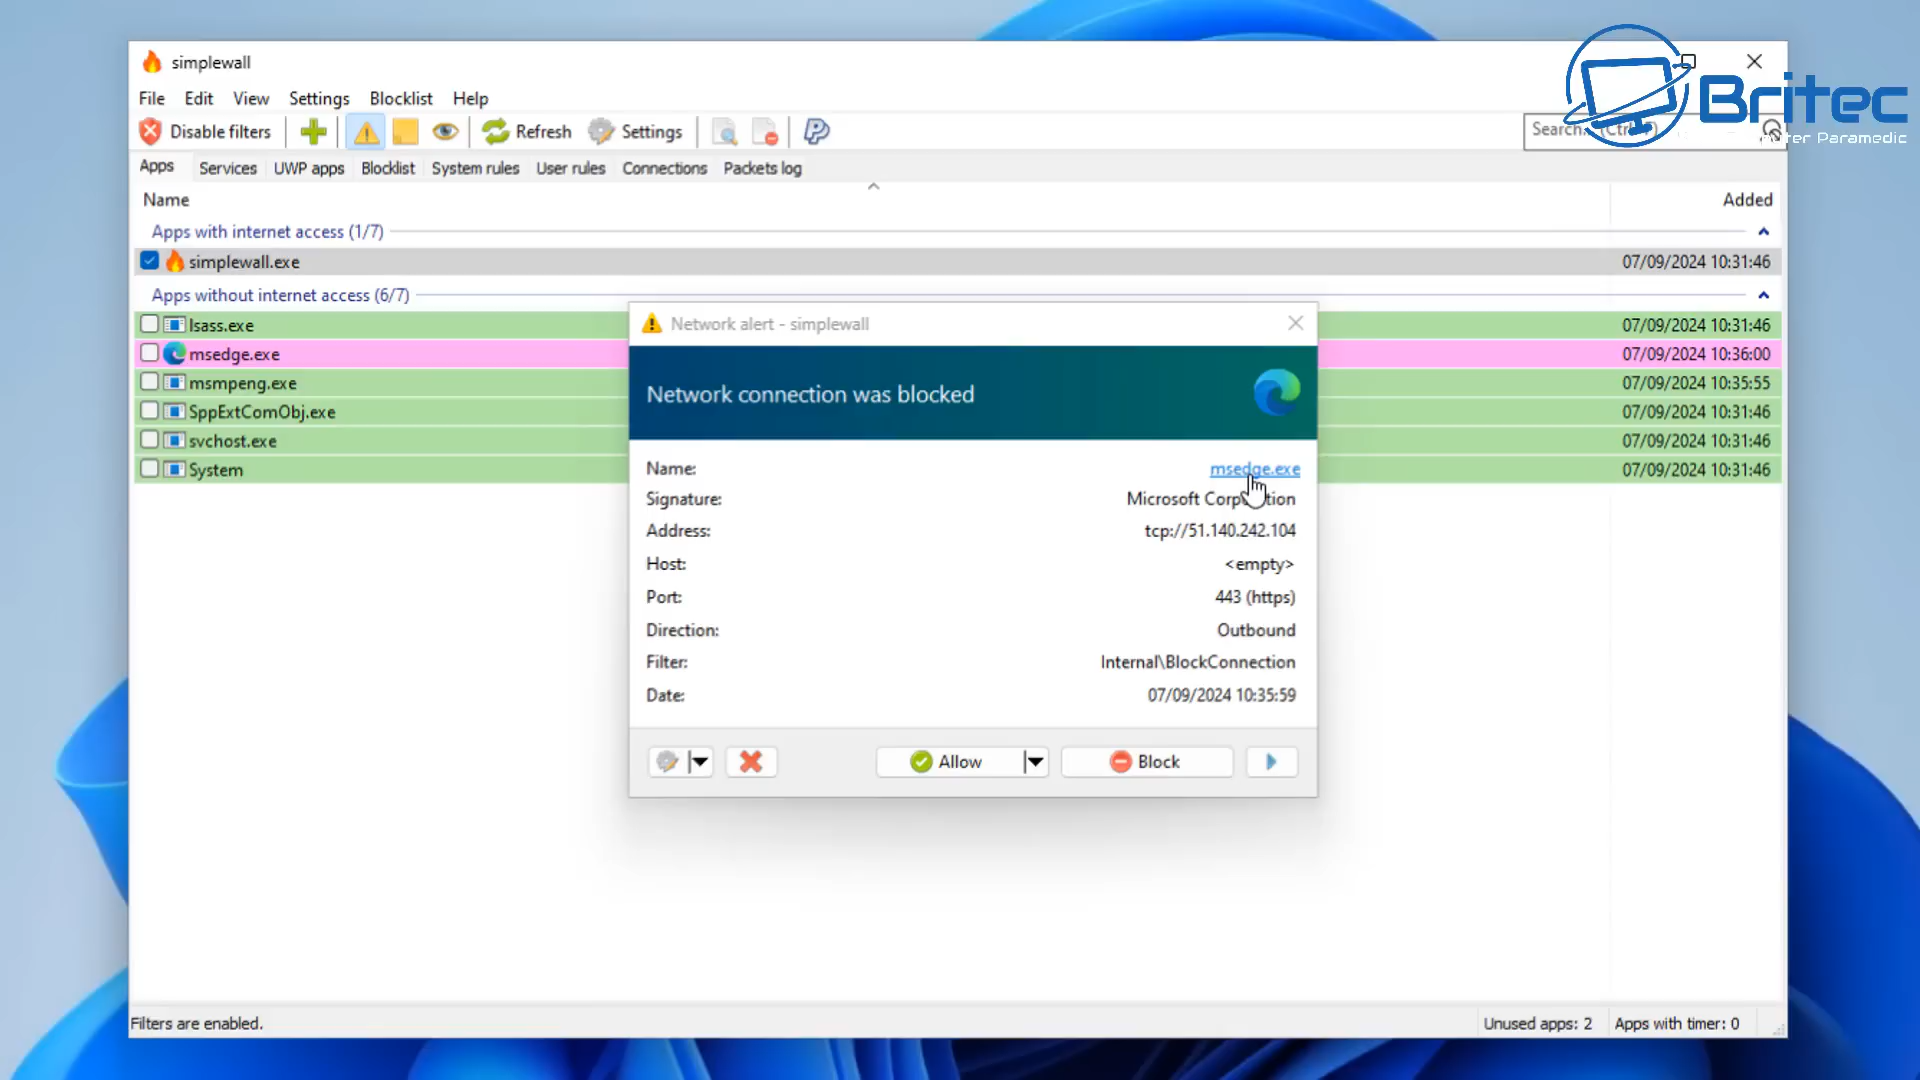 simplewall
File Edit View Settings Blocklist Help
Disable filters Refresh Settings
Search... (Ctrl+F)
Britec
Paramedic
Apps Services UWP apps Blocklist System rules User rules Connections Packets log
Name Added
Apps with internet access (1/7)
simplewall.exe 07/09/2024 10:31:46
Apps without internet access (6/7)
lsass.exe 07/09/2024 10:31:46
msedge.exe 07/09/2024 10:36:00
msmpeng.exe 07/09/2024 10:35:55
SppExtComObj.exe 07/09/2024 10:31:46
svchost.exe 07/09/2024 10:31:46
System 07/09/2024 10:31:46
Network alert - simplewall
Network connection was blocked
Name: msedge.exe
Signature: Microsoft Corporation
Address: tcp://51.140.242.104
Host: <empty>
Port: 443 (https)
Direction: Outbound
Filter: Internal\BlockConnection
Date: 07/09/2024 10:35:59
Allow Block
Filters are enabled. Unused apps: 2 Apps with timer: 0